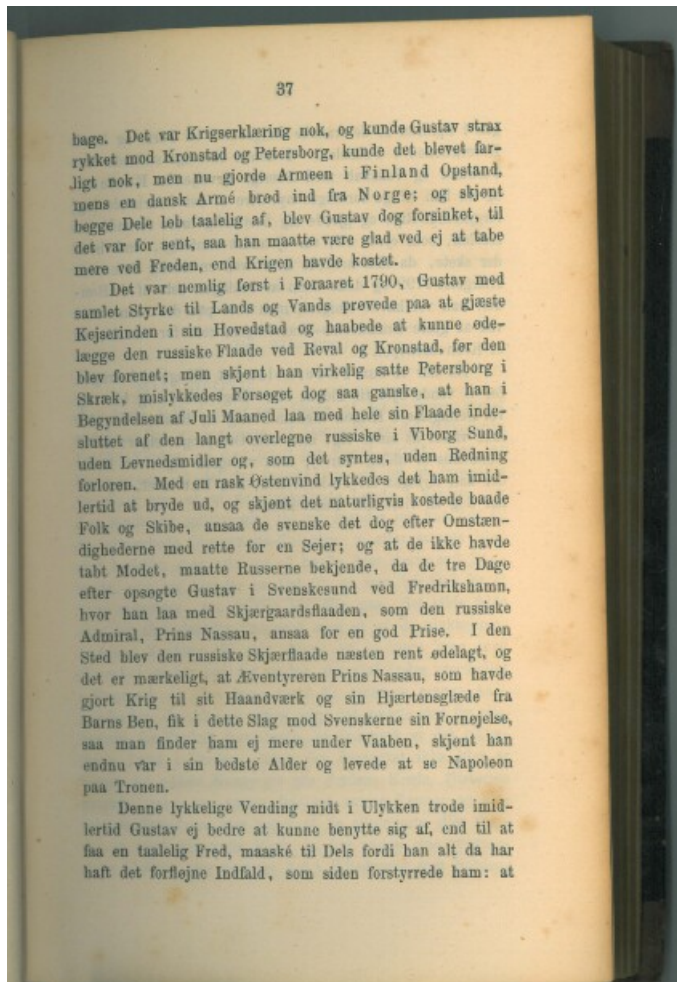 37
bage. Det var Krigserklæring nok, og kunde Gustav strax
rykket mod Kronstad og Petersborg, kunde det blevet far-
ligt nok, men nu gjorde Armeen i Finland Opstand,
mens en dansk Armé brød ind fra Norge; og skjønt
begge Dele løb taalelig af, blev Gustav dog forsinket, til
det var for sent, saa han maatte være glad ved ej at tabe
mere ved Freden, end Krigen havde kostet.
Det var nemlig først i Foraaret 1790, Gustav med
samlet Styrke til Lands og Vands prøvede paa at gjæste
Kejserinden i sin Hovedstad og haabede at kunne øde-
lægge den russiske Flaade ved Reval og Kronstad, før den
blev forenet; men skjønt han virkelig satte Petersborg i
Skræk, mislykkedes Forsøget dog saa ganske, at han i
Begyndelsen af Juli Maaned laa med hele sin Flaade inde-
sluttet af den langt overlegne russiske i Viborg Sund,
uden Levnedsmidler og, som det syntes, uden Redning
forloren. Med en rask Østenvind lykkedes det ham imid-
lertid at bryde ud, og skjønt det naturligvis kostede baade
Folk og Skibe, ansaa de svenske det dog efter Omstæn-
dighederne med rette for en Sejer; og at de ikke havde
tabt Modet, maatte Russerne bekjende, da de tre Dage
efter opsøgte Gustav i Svenskesund ved Fredrikshamn,
hvor han laa med Skjærgaardsflaaden, som den russiske
Admiral, Prins Nassau, ansaa for en god Prise. I den
Sted blev den russiske Skjærflaade næsten rent ødelagt, og
det er mærkeligt, at Æventyreren Prins Nassau, som havde
gjort Krig til sit Haandværk og sin Hjærtensglæde fra
Barns Ben, fik i dette Slag mod Svenskerne sin Fornøjelse,
saa man finder ham ej mere under Vaaben, skjønt han
endnu var i sin bedste Alder og levede at se Napoleon
paa Tronen.
Denne lykkelige Vending midt i Ulykken trode imid-
lertid Gustav ej bedre at kunne benytte sig af, end til at
faa en taalelig Fred, maaské til Dels fordi han alt da har
haft det forfløjne Indfald, som siden forstyrrede ham: at